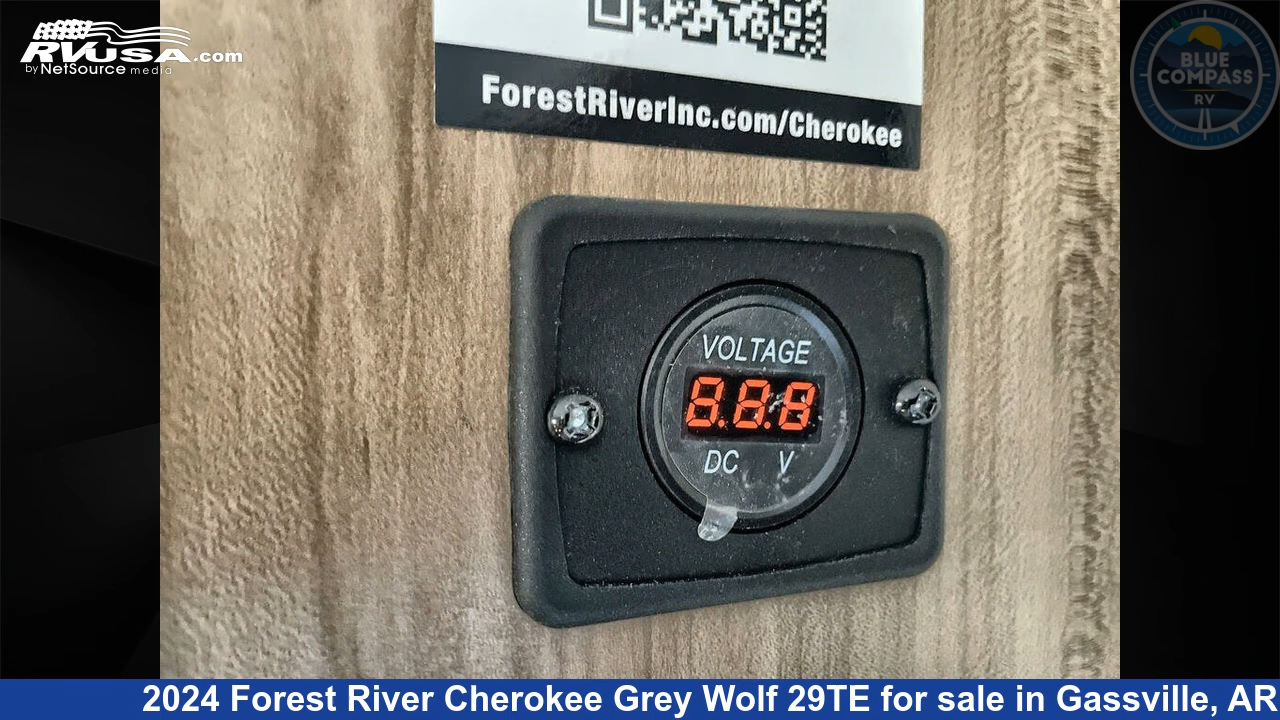 RVUSA.com
by NetSource media
BLUE
COMPASS
RV
ForestRiverInc.com/Cherokee
VOLTAGE
8.8.8
DC V
2024 Forest River Cherokee Grey Wolf 29TE for sale in Gassville, AR